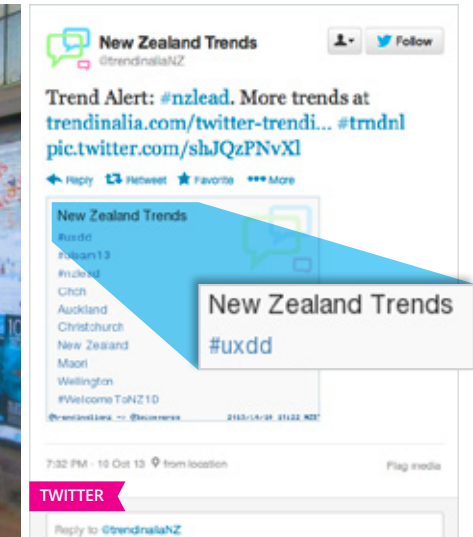 New Zealand Trends
@trendinaliaNZ
Follow
Trend Alert: #nzlead. More trends at
trendinalia.com/twitter-trendi... #trndnl
pic.twitter.com/shJQzPNvXl
Reply Retweet Favorite More
New Zealand Trends
#uxdd
#ulearn13
#nzlead
Chch
Auckland
Christchurch
New Zealand
Maori
Wellington
#WelcomeToNZ1D
New Zealand Trends
#uxdd
7:32 PM - 10 Oct 13 from location
Flag media
TWITTER
Reply to @trendinaliaNZ